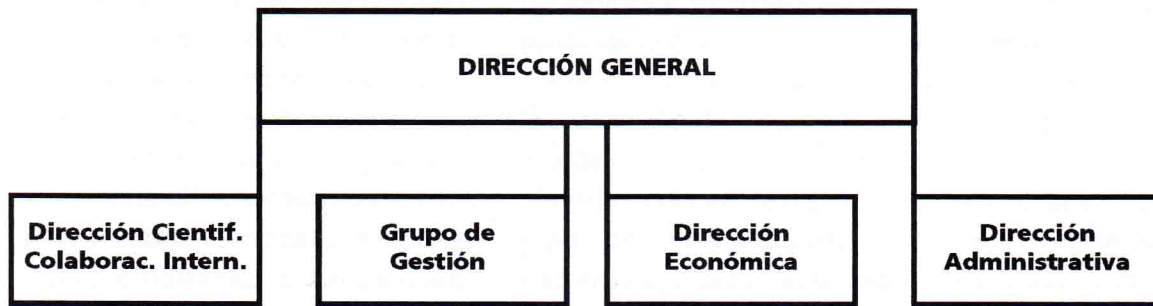 DIRECCIÓN GENERAL
Dirección Cientif.
Colaborac. Intern.
Grupo de
Gestión
Dirección
Económica
Dirección
Administrativa